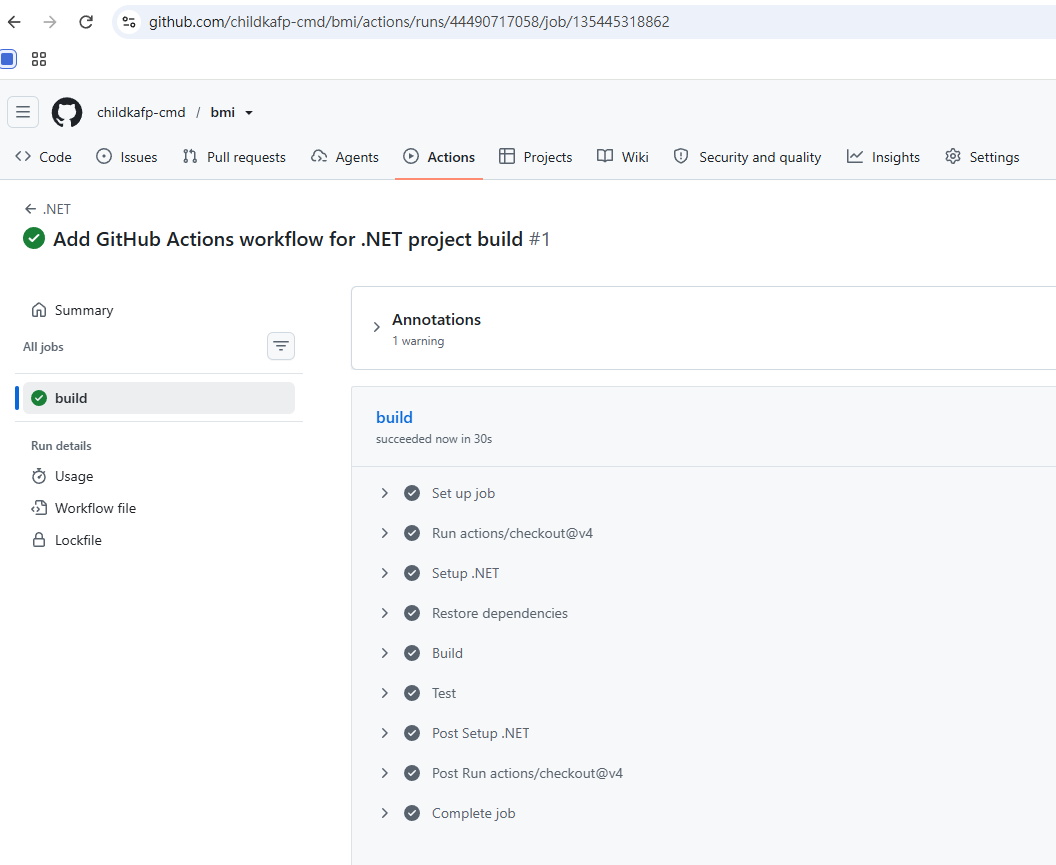 github.com/childkafp-cmd/bmi/actions/runs/44490717058/job/135445318862
childkafp-cmd / bmi
Code Issues Pull requests Agents Actions Projects Wiki Security and quality Insights Settings
.NET
Add GitHub Actions workflow for .NET project build #1
Summary
All jobs
build
Run details
Usage
Workflow file
Lockfile
Annotations
1 warning
build
succeeded now in 30s
Set up job
Run actions/checkout@v4
Setup .NET
Restore dependencies
Build
Test
Post Setup .NET
Post Run actions/checkout@v4
Complete job